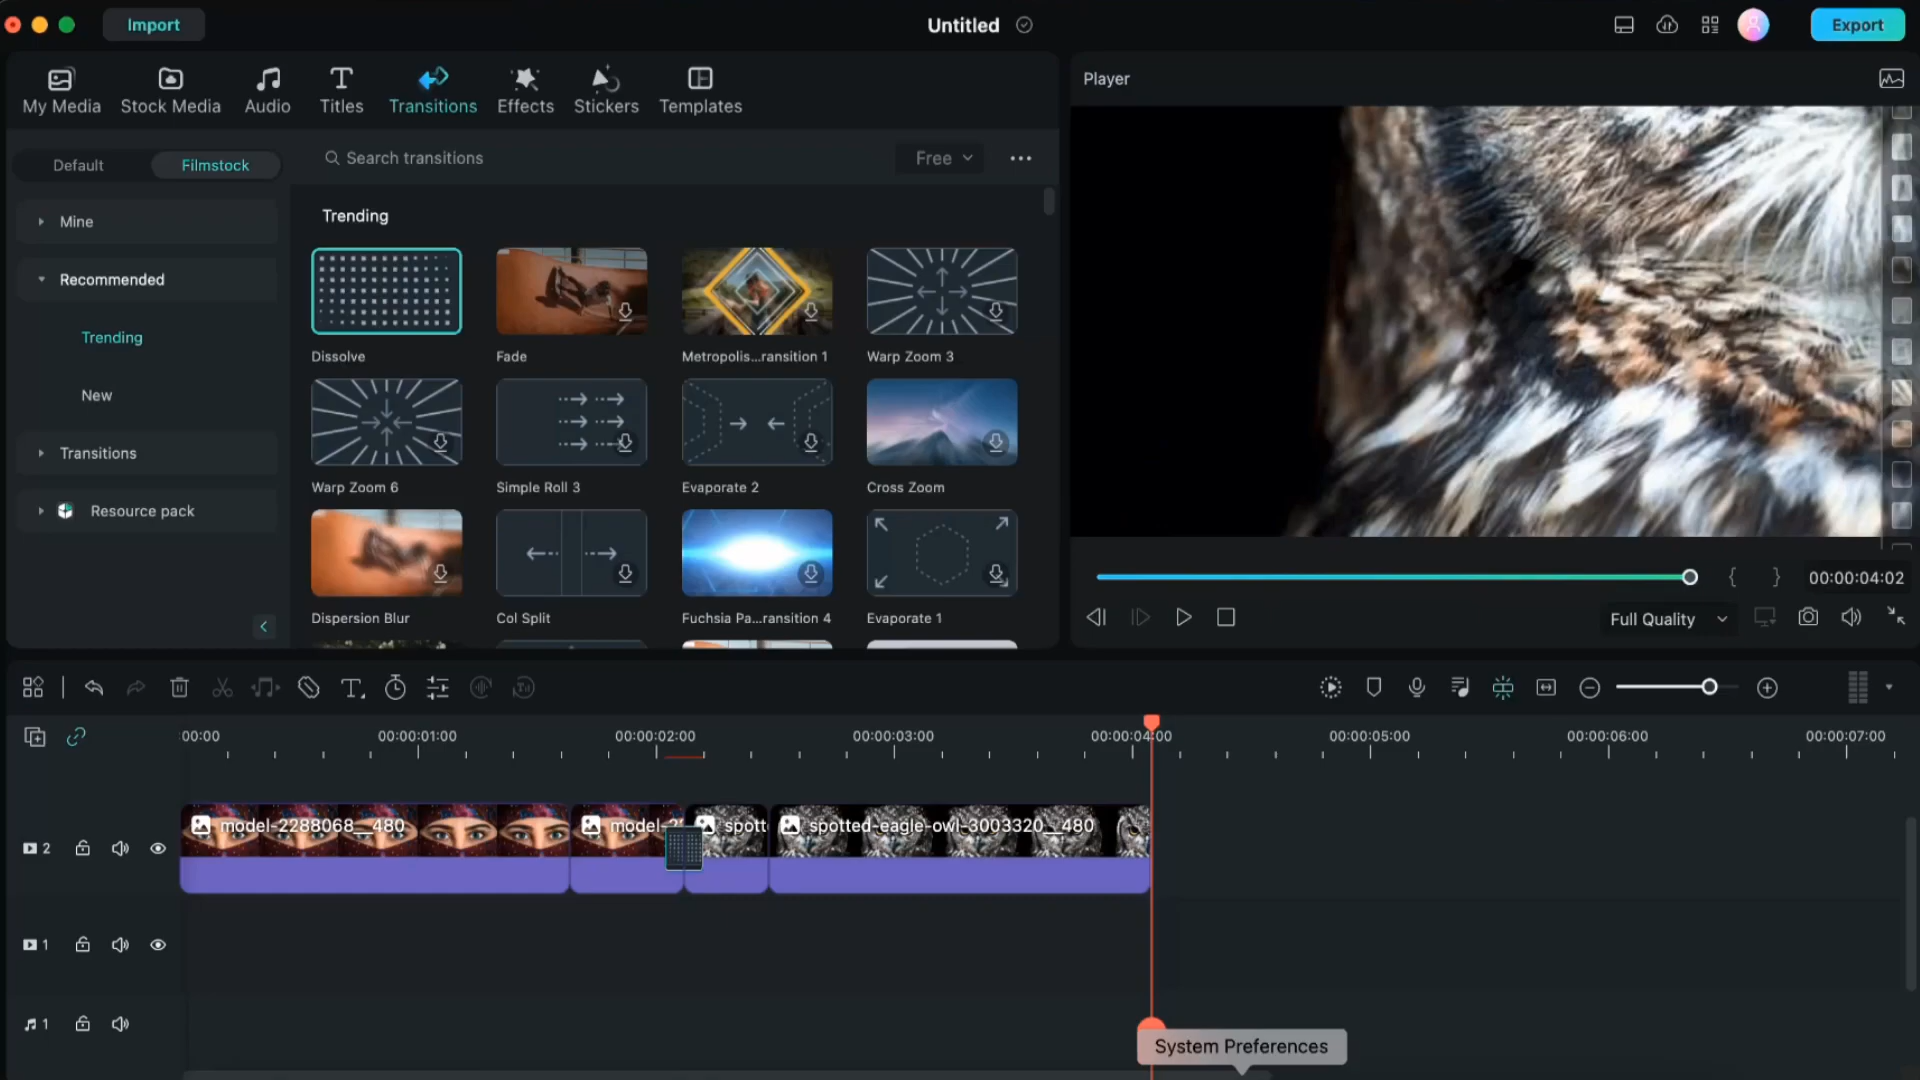 Import
Untitled
Export
My Media
Stock Media
Audio
Titles
Transitions
Effects
Stickers
Templates
Player
Default
Filmstock
Search transitions
Free
Mine
Recommended
Trending
New
Transitions
Resource pack
Trending
Dissolve
Fade
Metropolis...ransition 1
Warp Zoom 3
Warp Zoom 6
Simple Roll 3
Evaporate 2
Cross Zoom
Dispersion Blur
Col Split
Fuchsia Pa...ransition 4
Evaporate 1
{ } 00:00:04:02
Full Quality
:00:00
00:00:01:00
00:00:02:00
00:00:03:00
00:00:04:00
00:00:05:00
00:00:06:00
00:00:07:00
2
model-2288068__480
model-2
spott
spotted-eagle-owl-3003320__480
1
1
System Preferences